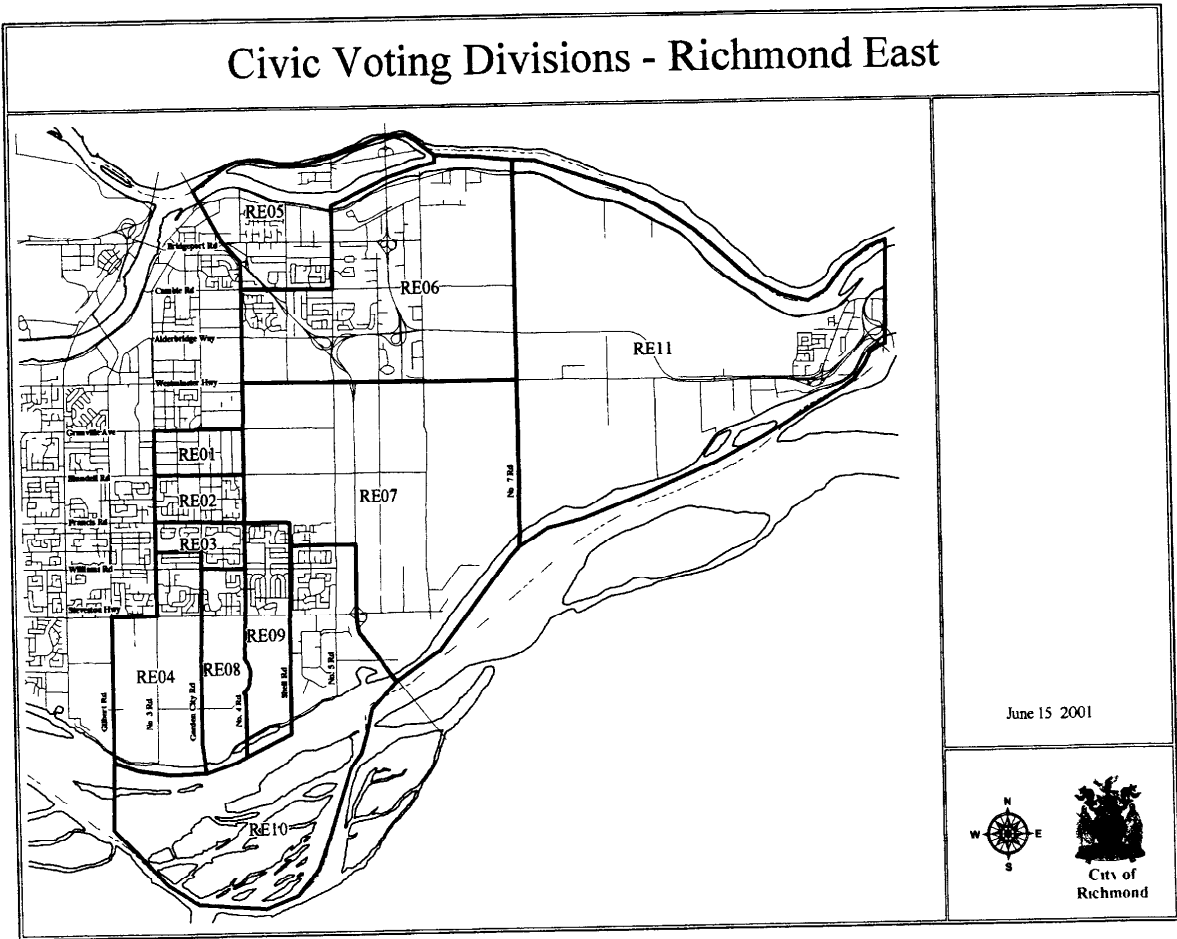 Civic Voting Divisions - Richmond East
RE05
Bridgeport Rd
Cambie Rd
RE06
Alderbridge Way
RE11
Westminster Hwy
Granville Ave
RE01
Blundell Rd
RE02
RE07
No 7 Rd
Francis Rd
RE03
Williams Rd
Steveston Hwy
RE09
RE04
RE08
Gilbert Rd
No 3 Rd
Garden City Rd
No. 4 Rd
Shell Rd
No. 5 Rd
RE10
June 15 2001
N
W
E
S
City of
Richmond